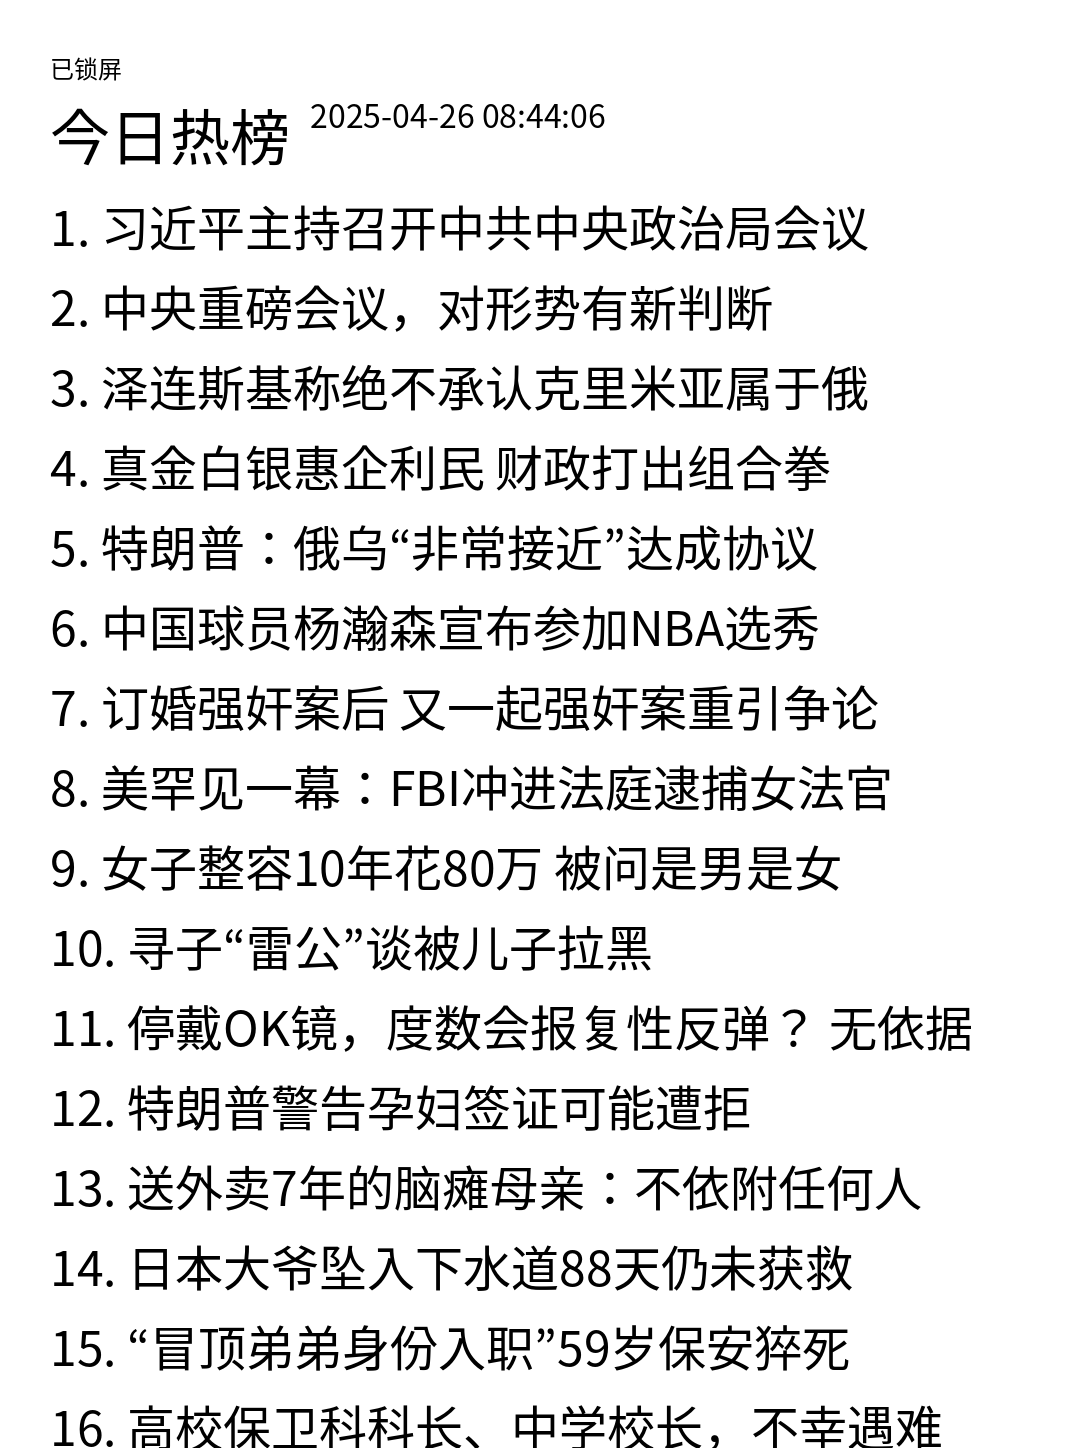 已锁屏
今日热榜 2025-04-26 08:44:06
1. 习近平主持召开中共中央政治局会议
2. 中央重磅会议，对形势有新判断
3. 泽连斯基称绝不承认克里米亚属于俄
4. 真金白银惠企利民 财政打出组合拳
5. 特朗普：俄乌“非常接近”达成协议
6. 中国球员杨瀚森宣布参加NBA选秀
7. 订婚强奸案后 又一起强奸案重引争论
8. 美罕见一幕：FBI冲进法庭逮捕女法官
9. 女子整容10年花80万 被问是男是女
10. 寻子“雷公”谈被儿子拉黑
11. 停戴OK镜，度数会报复性反弹？ 无依据
12. 特朗普警告孕妇签证可能遭拒
13. 送外卖7年的脑瘫母亲：不依附任何人
14. 日本大爷坠入下水道88天仍未获救
15. “冒顶弟弟身份入职”59岁保安猝死
16. 高校保卫科科长、中学校长，不幸遇难